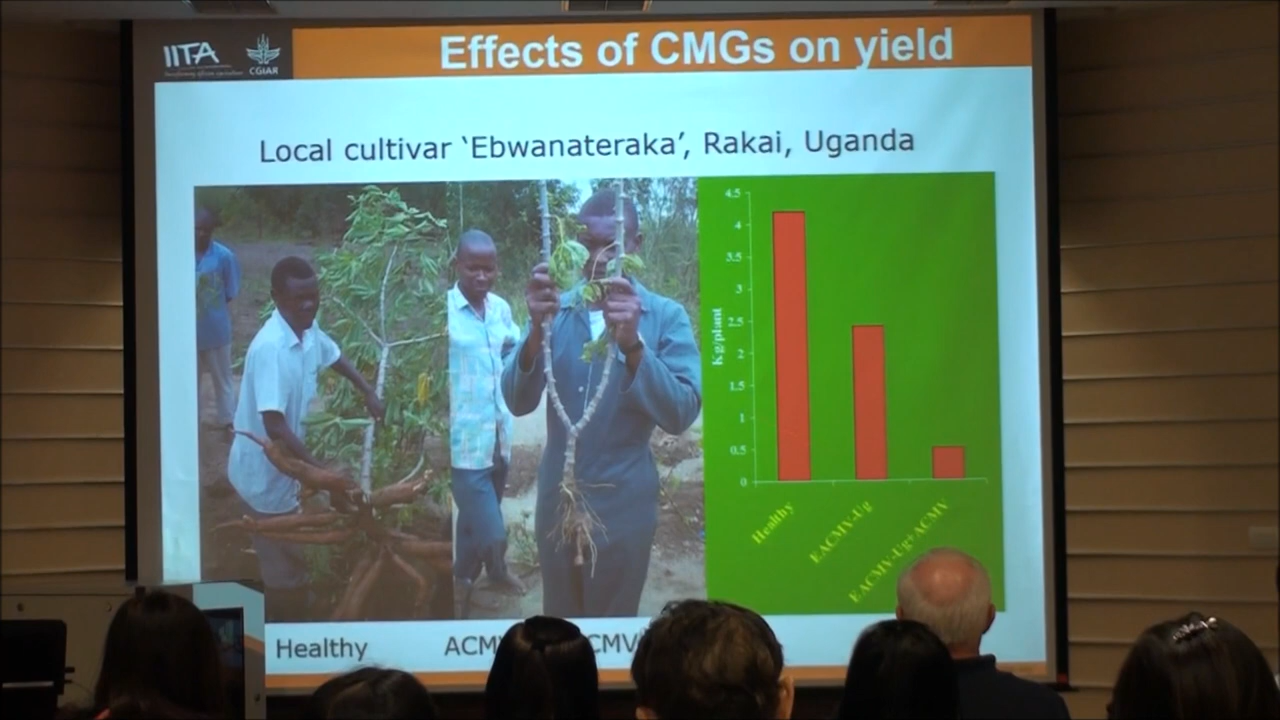 IITA
CGIAR
Effects of CMGs on yield
Local cultivar ‘Ebwanateraka’, Rakai, Uganda
4.5
4
3.5
3
2.5
2
1.5
1
0.5
0
Kg/plant
Healthy
EACMV-Ug
EACMV-Ug+ACMV
Healthy